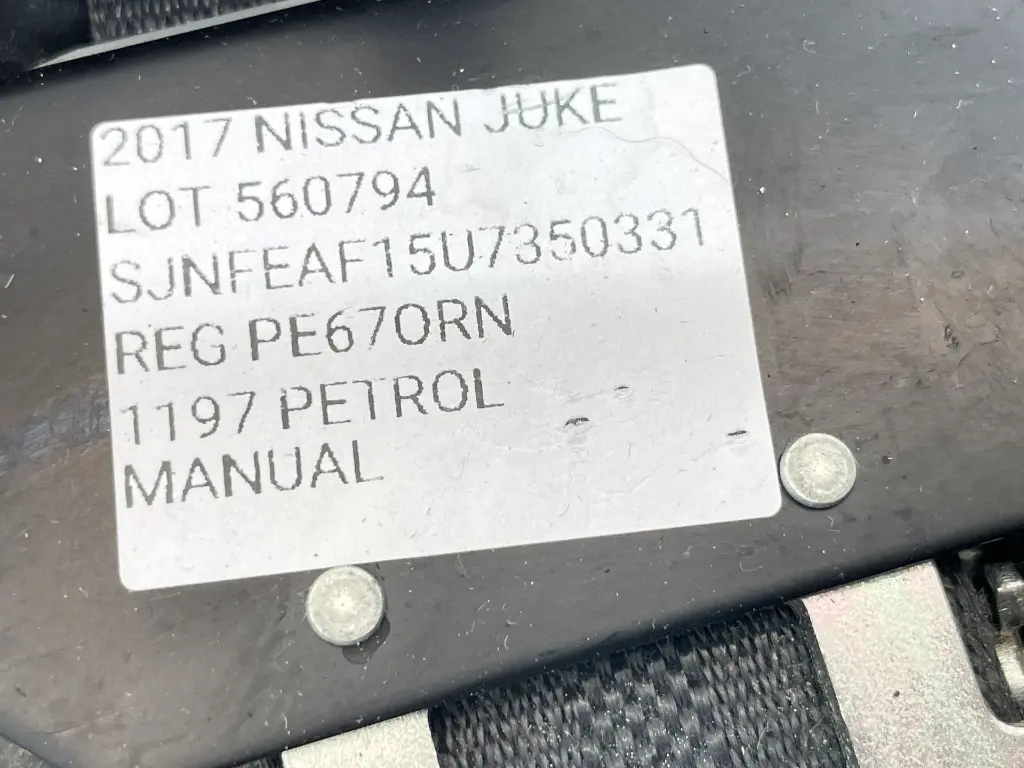 2017 NISSAN JUKE
LOT 560794
SJNFEAF15U7350331
REG PE67ORN
1197 PETROL
MANUAL